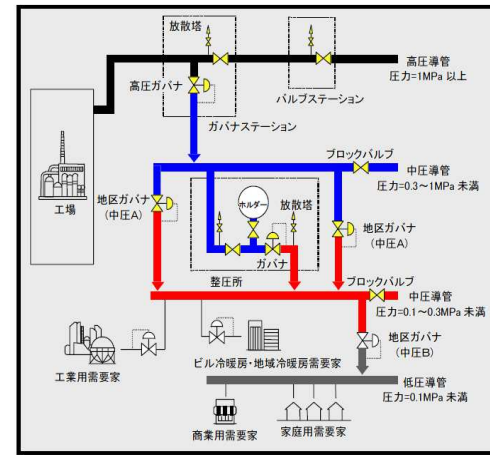 放散塔
高圧導管
圧力=1MPa 以上
高圧ガバナ
バルブステーション
ガバナステーション
工場
ブロックバルブ
中圧導管
圧力=0.3～1MPa 未満
地区ガバナ
(中圧A)
ホルダー
放散塔
地区ガバナ
(中圧A)
ガバナ
整圧所
ブロックバルブ
中圧導管
圧力=0.1～0.3MPa 未満
地区ガバナ
(中圧B)
工業用需要家
ビル冷暖房・地域冷暖房需要家
低圧導管
圧力=0.1MPa 未満
商業用需要家
家庭用需要家